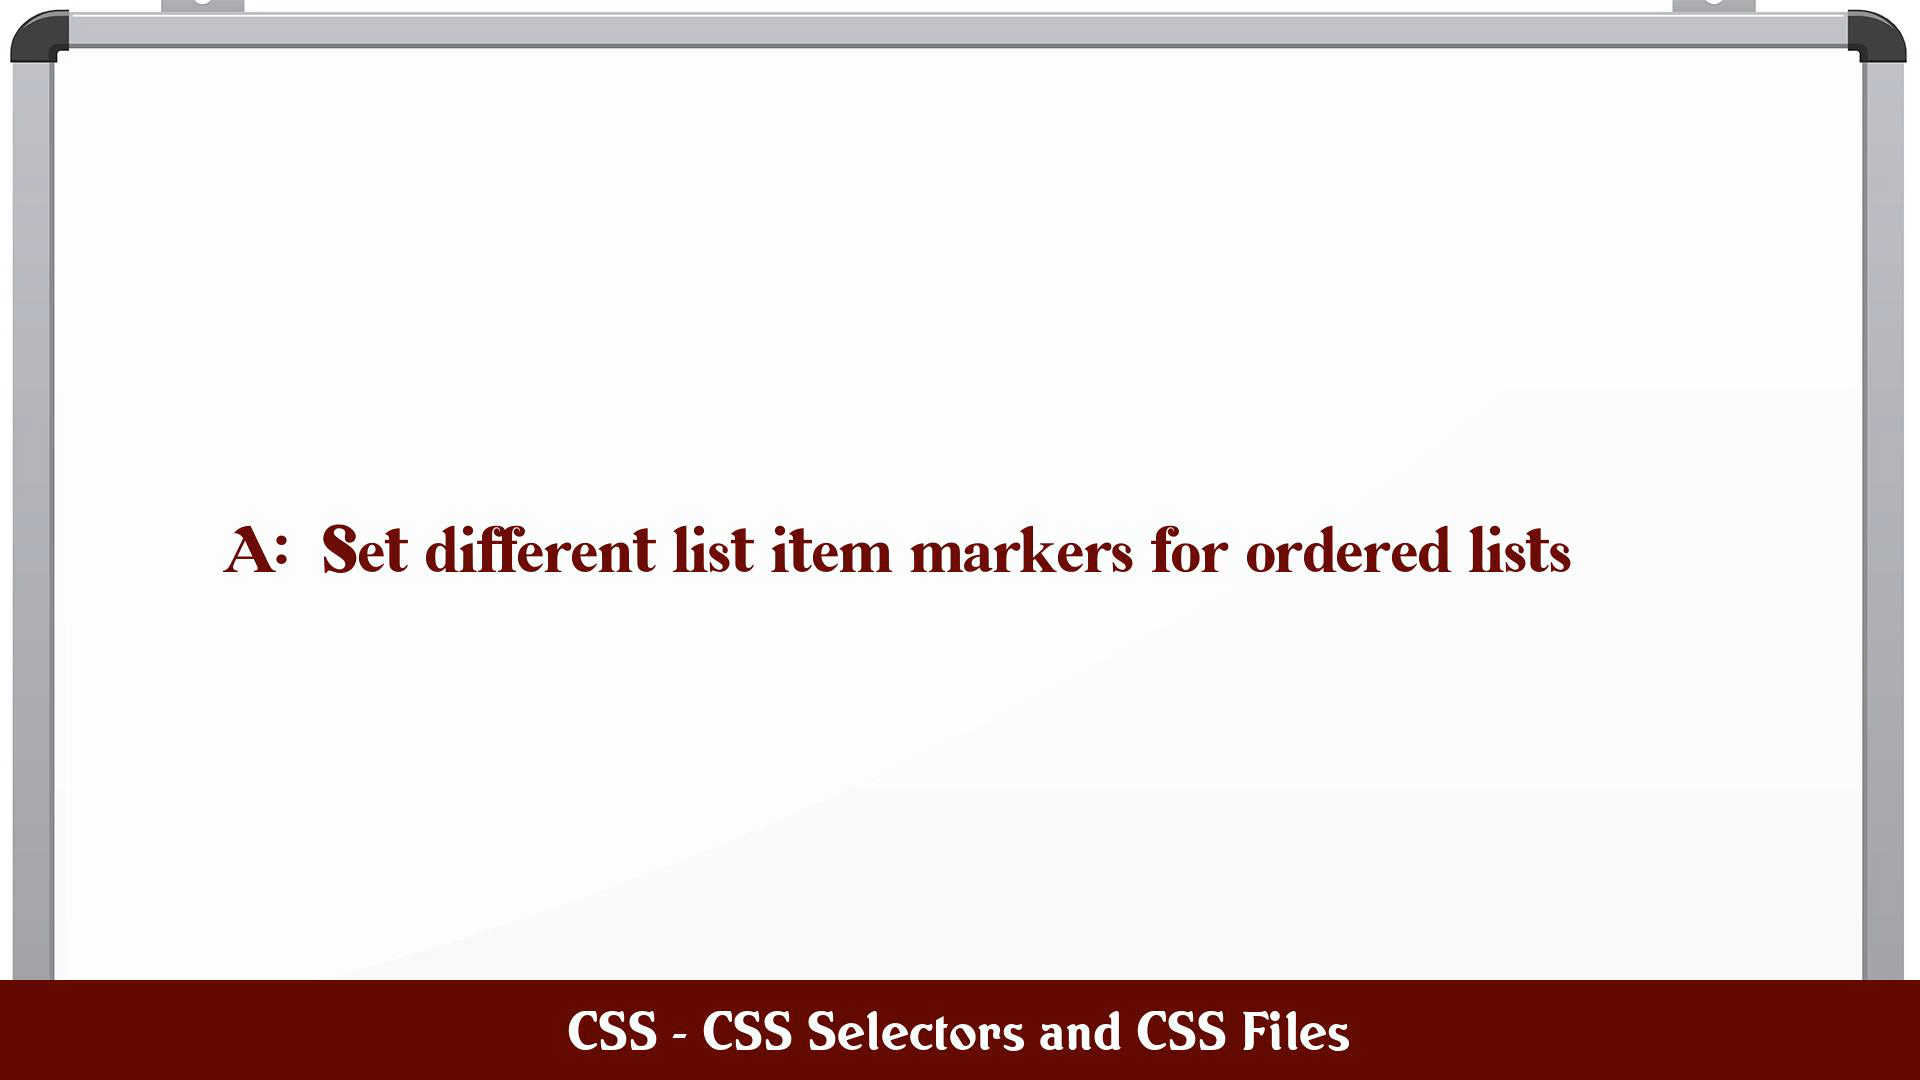 A: Set different list item markers for ordered lists
CSS - CSS Selectors and CSS Files